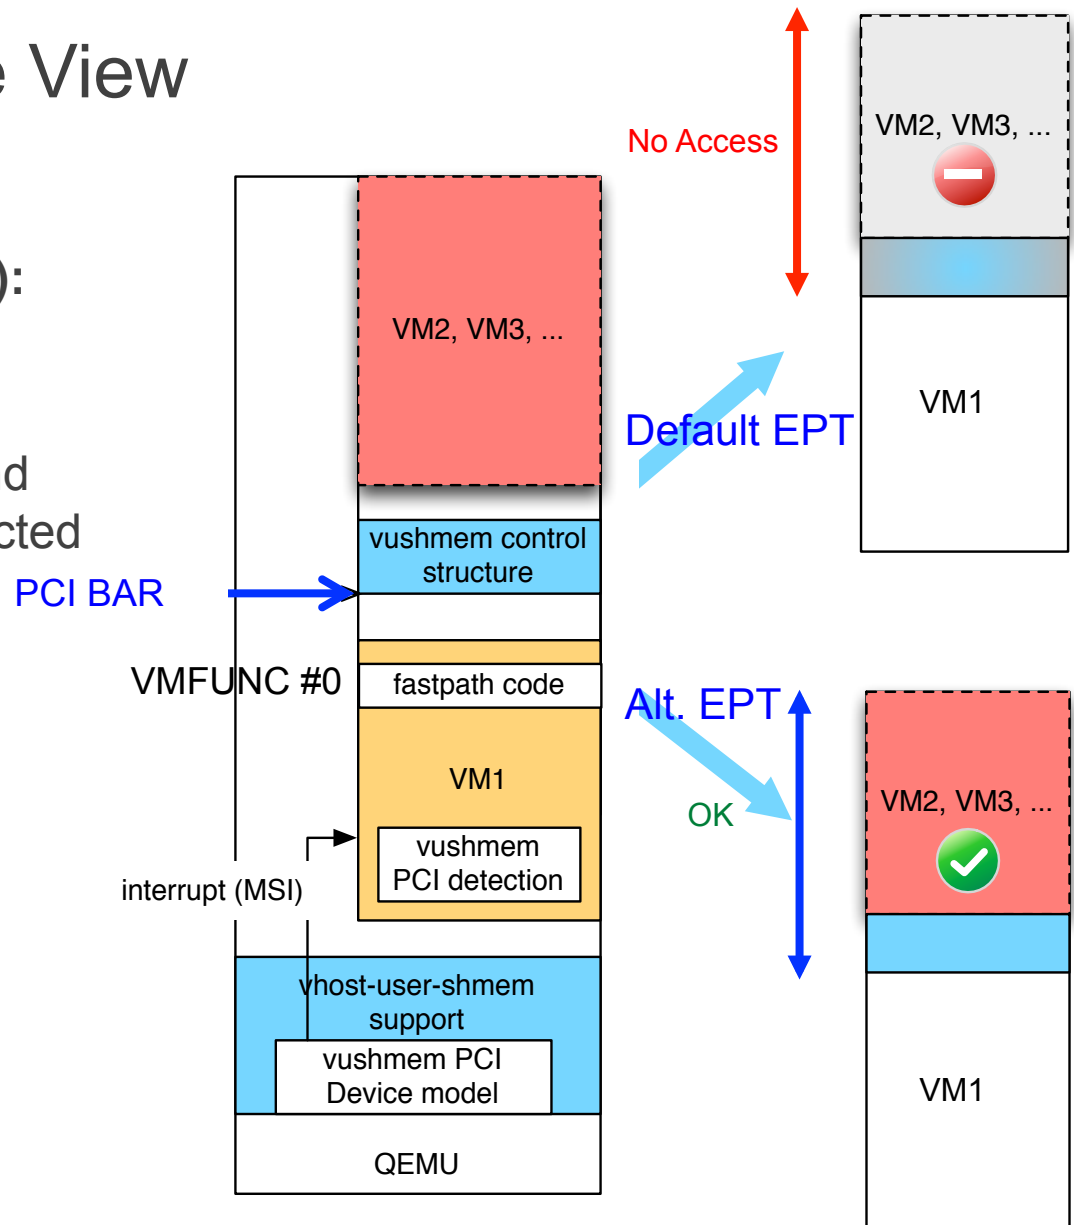 e View
):
d
cted
PCI BAR
VMFUNC #0
interrupt (MSI)
VM2, VM3, ...
vushmem control
structure
fastpath code
VM1
vushmem
PCI detection
vhost-user-shmem
support
vushmem PCI
Device model
QEMU
No Access
Default EPT
VM2, VM3, ...
VM1
Alt. EPT
OK
VM2, VM3, ...
VM1